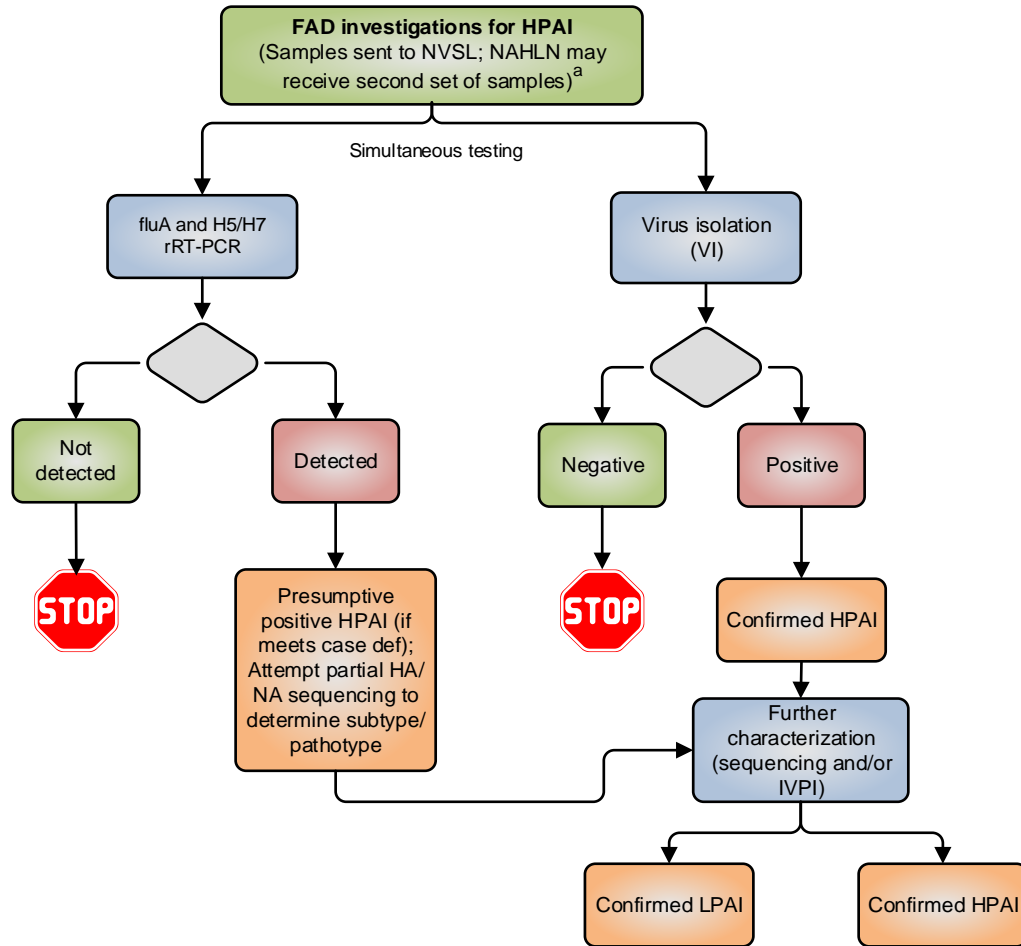 FAD investigations for HPAI
(Samples sent to NVSL; NAHLN may
receive second set of samples)a
Simultaneous testing
fluA and H5/H7
rRT-PCR
Virus isolation
(VI)
Not
detected
Detected
Negative
Positive
STOP
Presumptive
positive HPAI (if
meets case def);
Attempt partial HA/
NA sequencing to
determine subtype/
pathotype
STOP
Confirmed HPAI
Further
characterization
(sequencing and/or
IVPI)
Confirmed LPAI
Confirmed HPAI